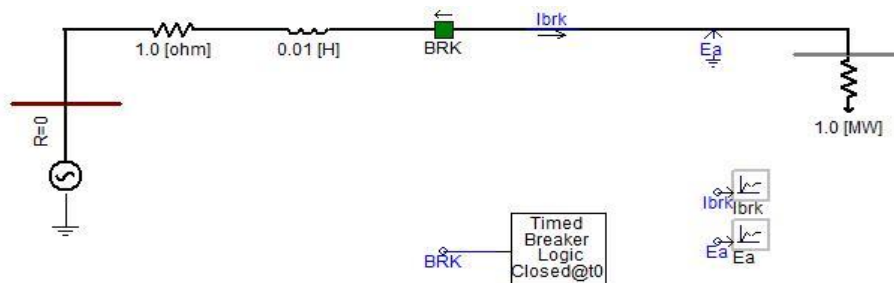 Ibrk
1.0 [ohm]
0.01 [H]
BRK
Ea
R=0
1.0 [MW]
Ibrk
Ibrk
Timed
Breaker
Logic
Closed@t0
BRK
Ea
Ea